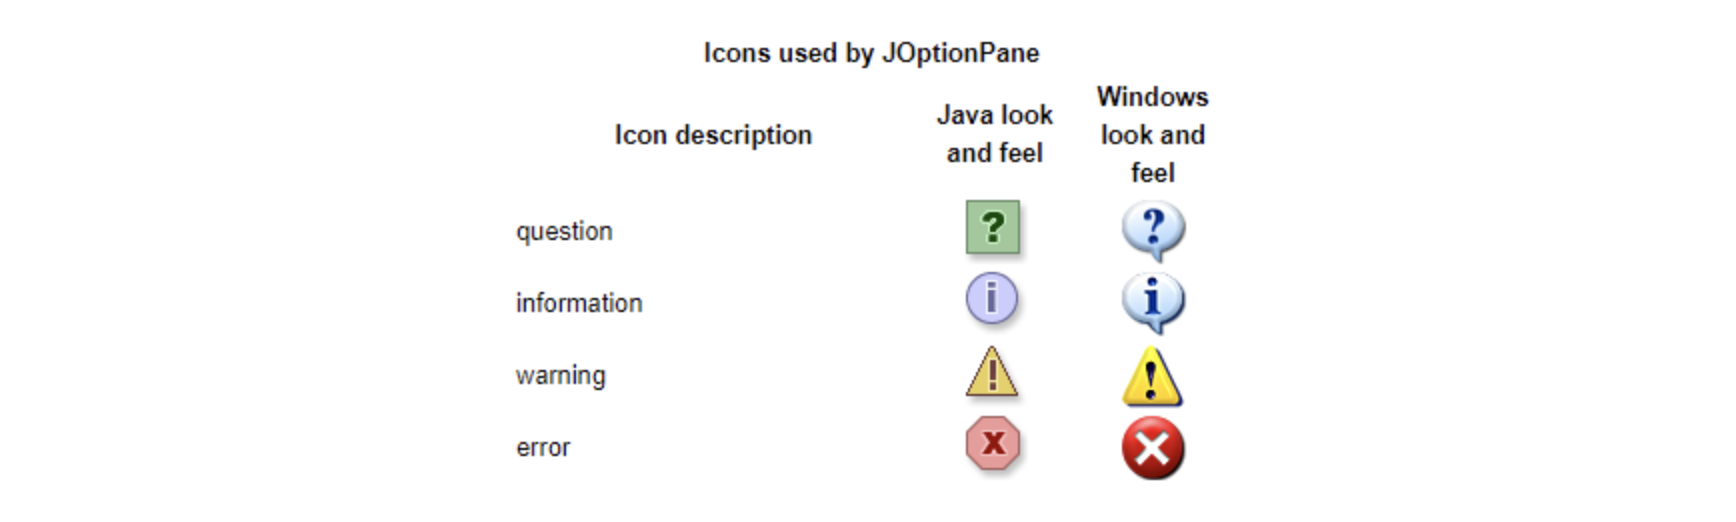 Icons used by JOptionPane
Icon description
Java look
and feel
Windows
look and
feel
question ? ?
information i i
warning ! !
error x